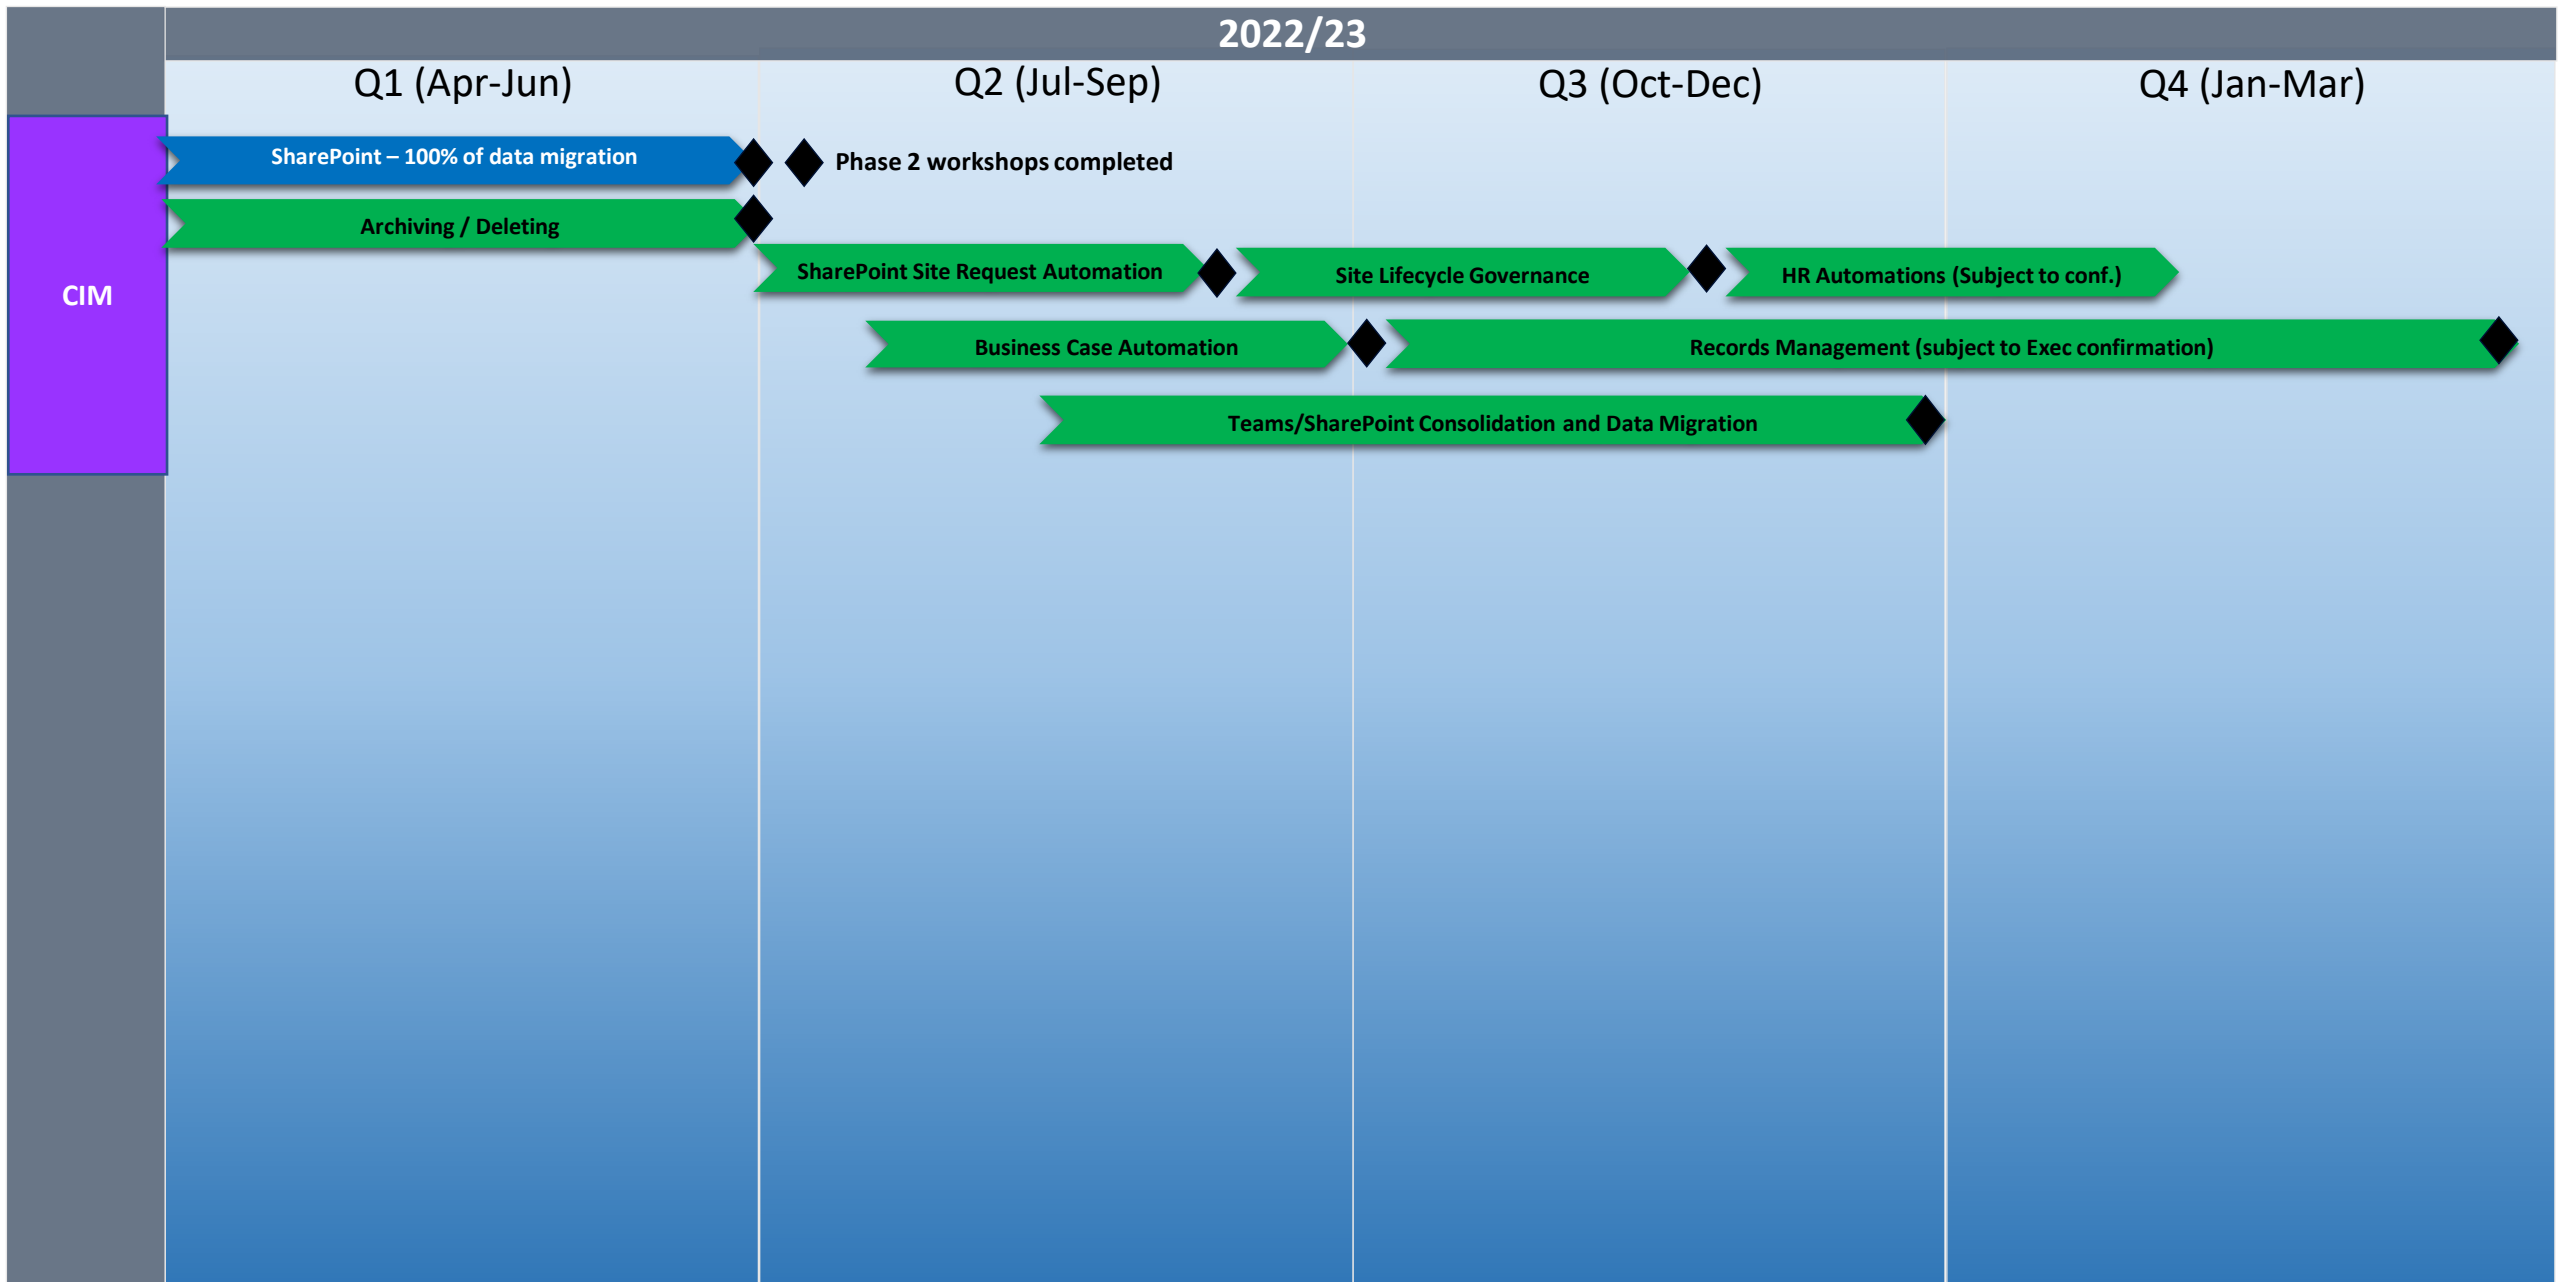 2022/23
Q1 (Apr-Jun)
Q2 (Jul-Sep)
Q3 (Oct-Dec)
Q4 (Jan-Mar)
CIM
SharePoint – 100% of data migration
Phase 2 workshops completed
Archiving / Deleting
SharePoint Site Request Automation
Site Lifecycle Governance
HR Automations (Subject to conf.)
Business Case Automation
Records Management (subject to Exec confirmation)
Teams/SharePoint Consolidation and Data Migration